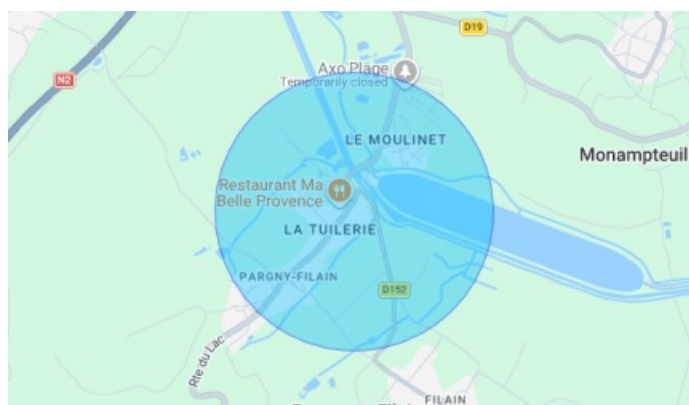 D19
N2
Axo'Plage
Temporarily closed
LE MOULINET
Monampteuil
Restaurant Ma
Belle Provence
LA TUILERIE
PARGNY-FILAIN
D152
Rte du Lac
FILAIN